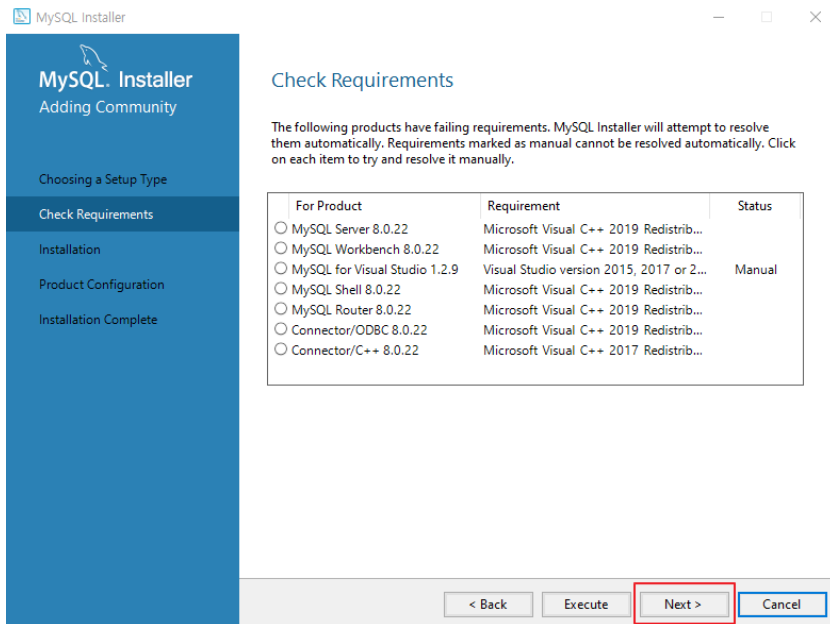 MySQL Installer
MySQL. Installer
Adding Community
Choosing a Setup Type
Check Requirements
Installation
Product Configuration
Installation Complete
Check Requirements
The following products have failing requirements. MySQL Installer will attempt to resolve
them automatically. Requirements marked as manual cannot be resolved automatically. Click
on each item to try and resolve it manually.
For Product Requirement Status
MySQL Server 8.0.22 Microsoft Visual C++ 2019 Redistrib...
MySQL Workbench 8.0.22 Microsoft Visual C++ 2019 Redistrib...
MySQL for Visual Studio 1.2.9 Visual Studio version 2015, 2017 or 2... Manual
MySQL Shell 8.0.22 Microsoft Visual C++ 2019 Redistrib...
MySQL Router 8.0.22 Microsoft Visual C++ 2019 Redistrib...
Connector/ODBC 8.0.22 Microsoft Visual C++ 2019 Redistrib...
Connector/C++ 8.0.22 Microsoft Visual C++ 2017 Redistrib...
< Back Execute Next > Cancel